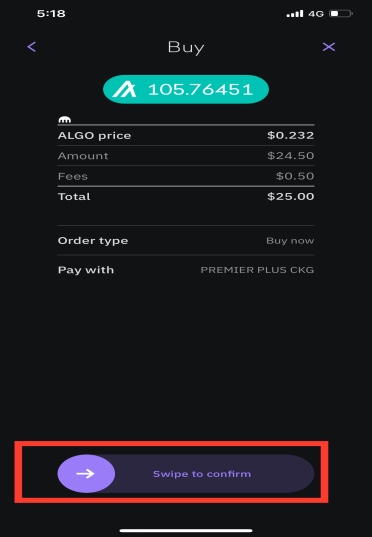 5:18 4G
Buy
105.76451
ALGO price $0.232
Amount $24.50
Fees $0.50
Total $25.00
Order type Buy now
Pay with PREMIER PLUS CKG
Swipe to confirm